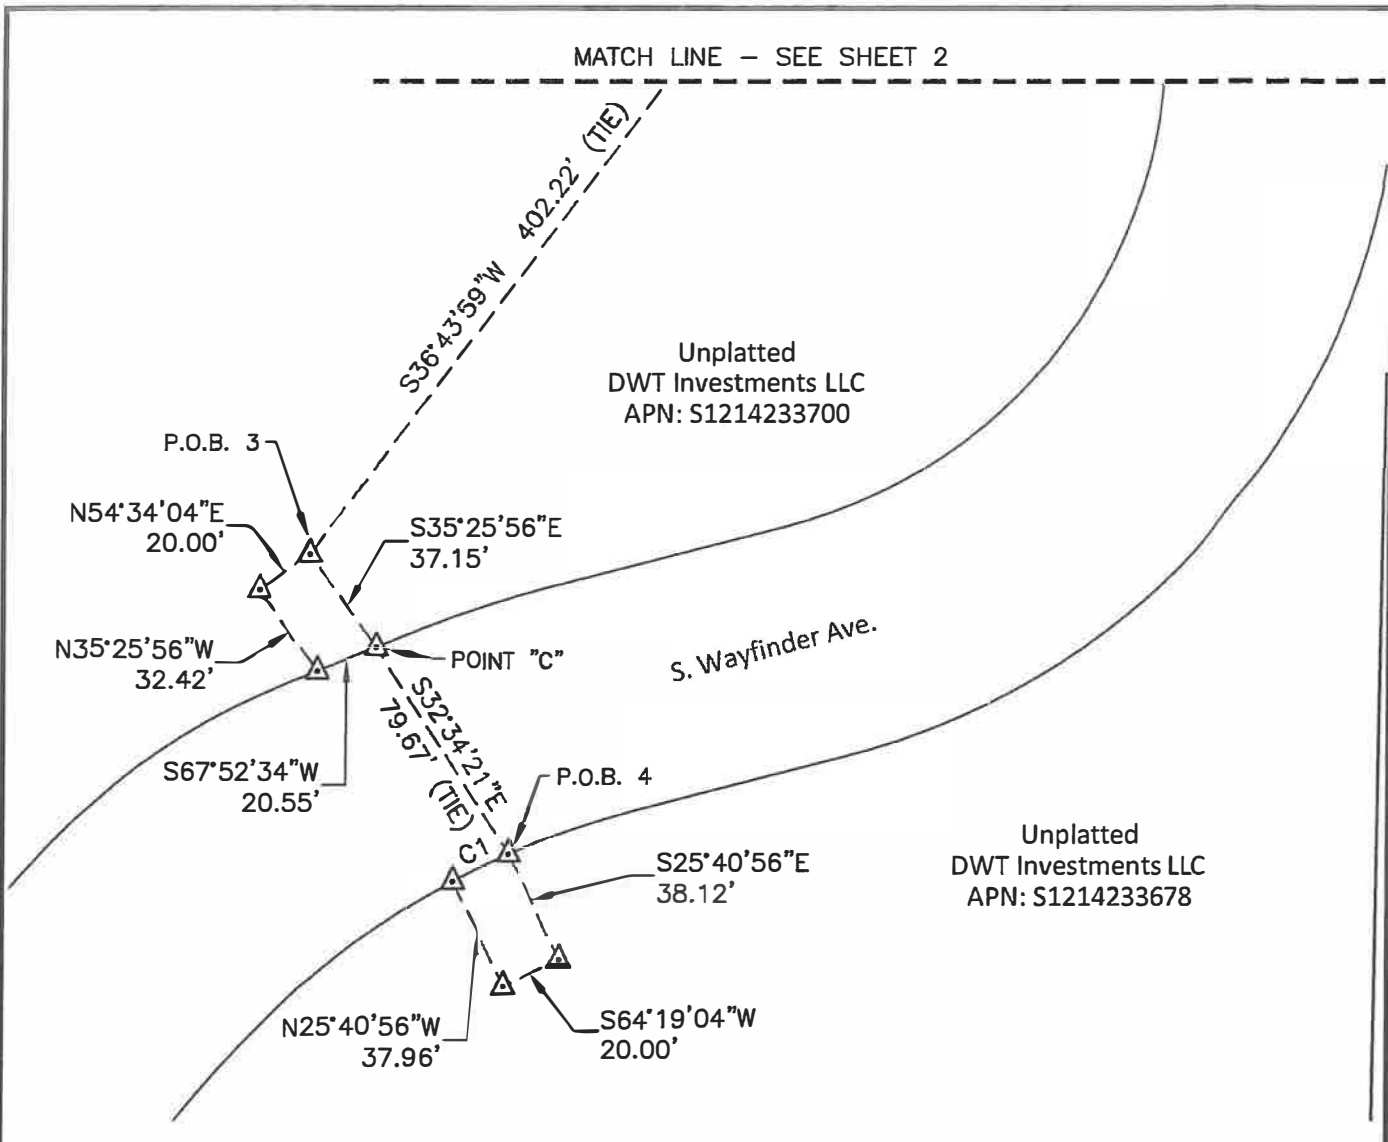 MATCH LINE – SEE SHEET 2
S36°43'59"W 402.22' (TIE)
Unplatted
DWT Investments LLC
APN: S1214233700
P.O.B. 3
N54°34'04"E
20.00'
S35°25'56"E
37.15'
N35°25'56"W
32.42'
POINT "C"
S. Wayfinder Ave.
S67°52'34"W
20.55'
S32°34'21"E
79.67' (TIE)
P.O.B. 4
C1
S25°40'56"E
38.12'
Unplatted
DWT Investments LLC
APN: S1214233678
N25°40'56"W
37.96'
S64°19'04"W
20.00'